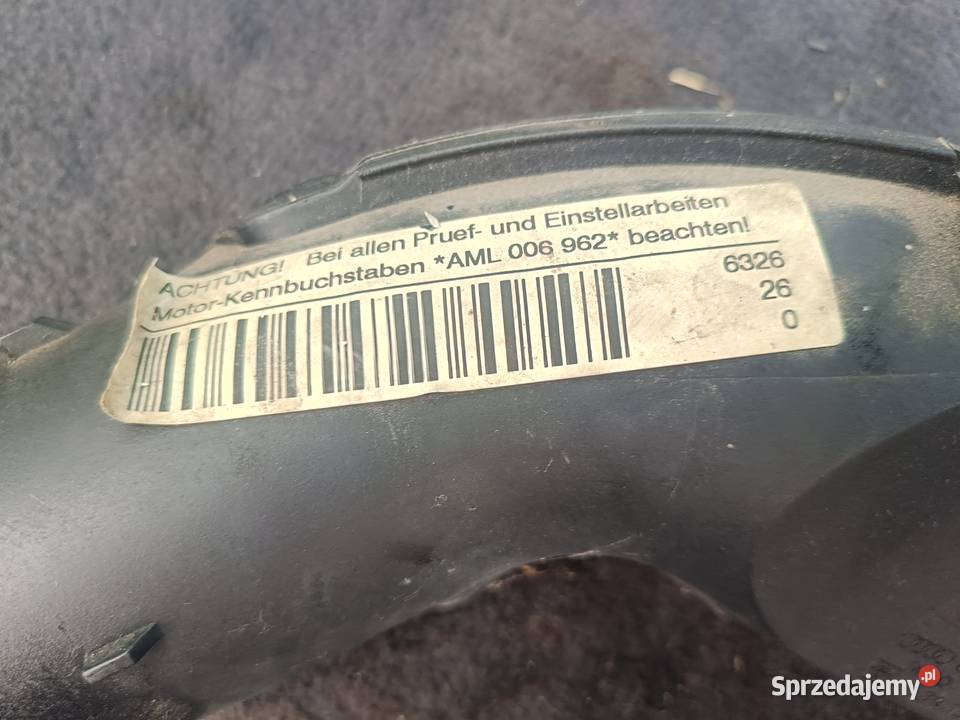 ACHTUNG! Bei allen Pruef- und Einstellarbeiten
Motor-Kennbuchstaben *AML 006 962* beachten!
6326
26
0
Sprzedajemy.pl